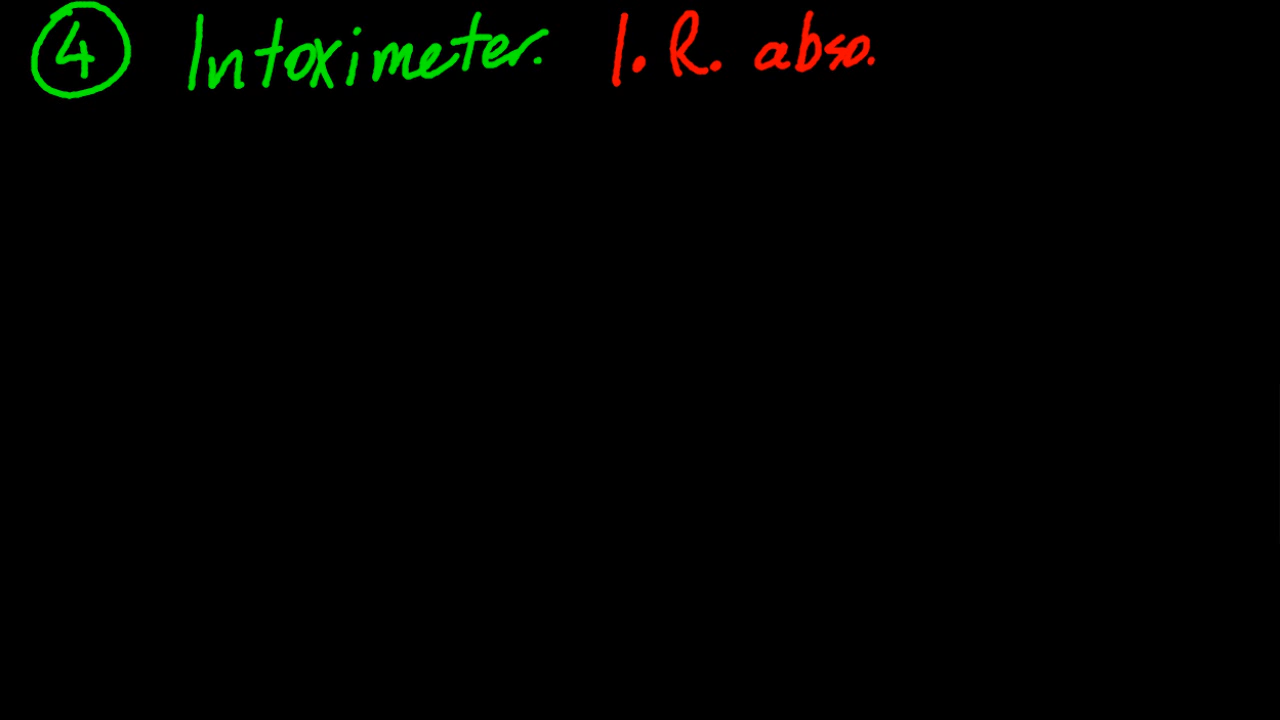 ④ Intoximeter. I.R. abso.